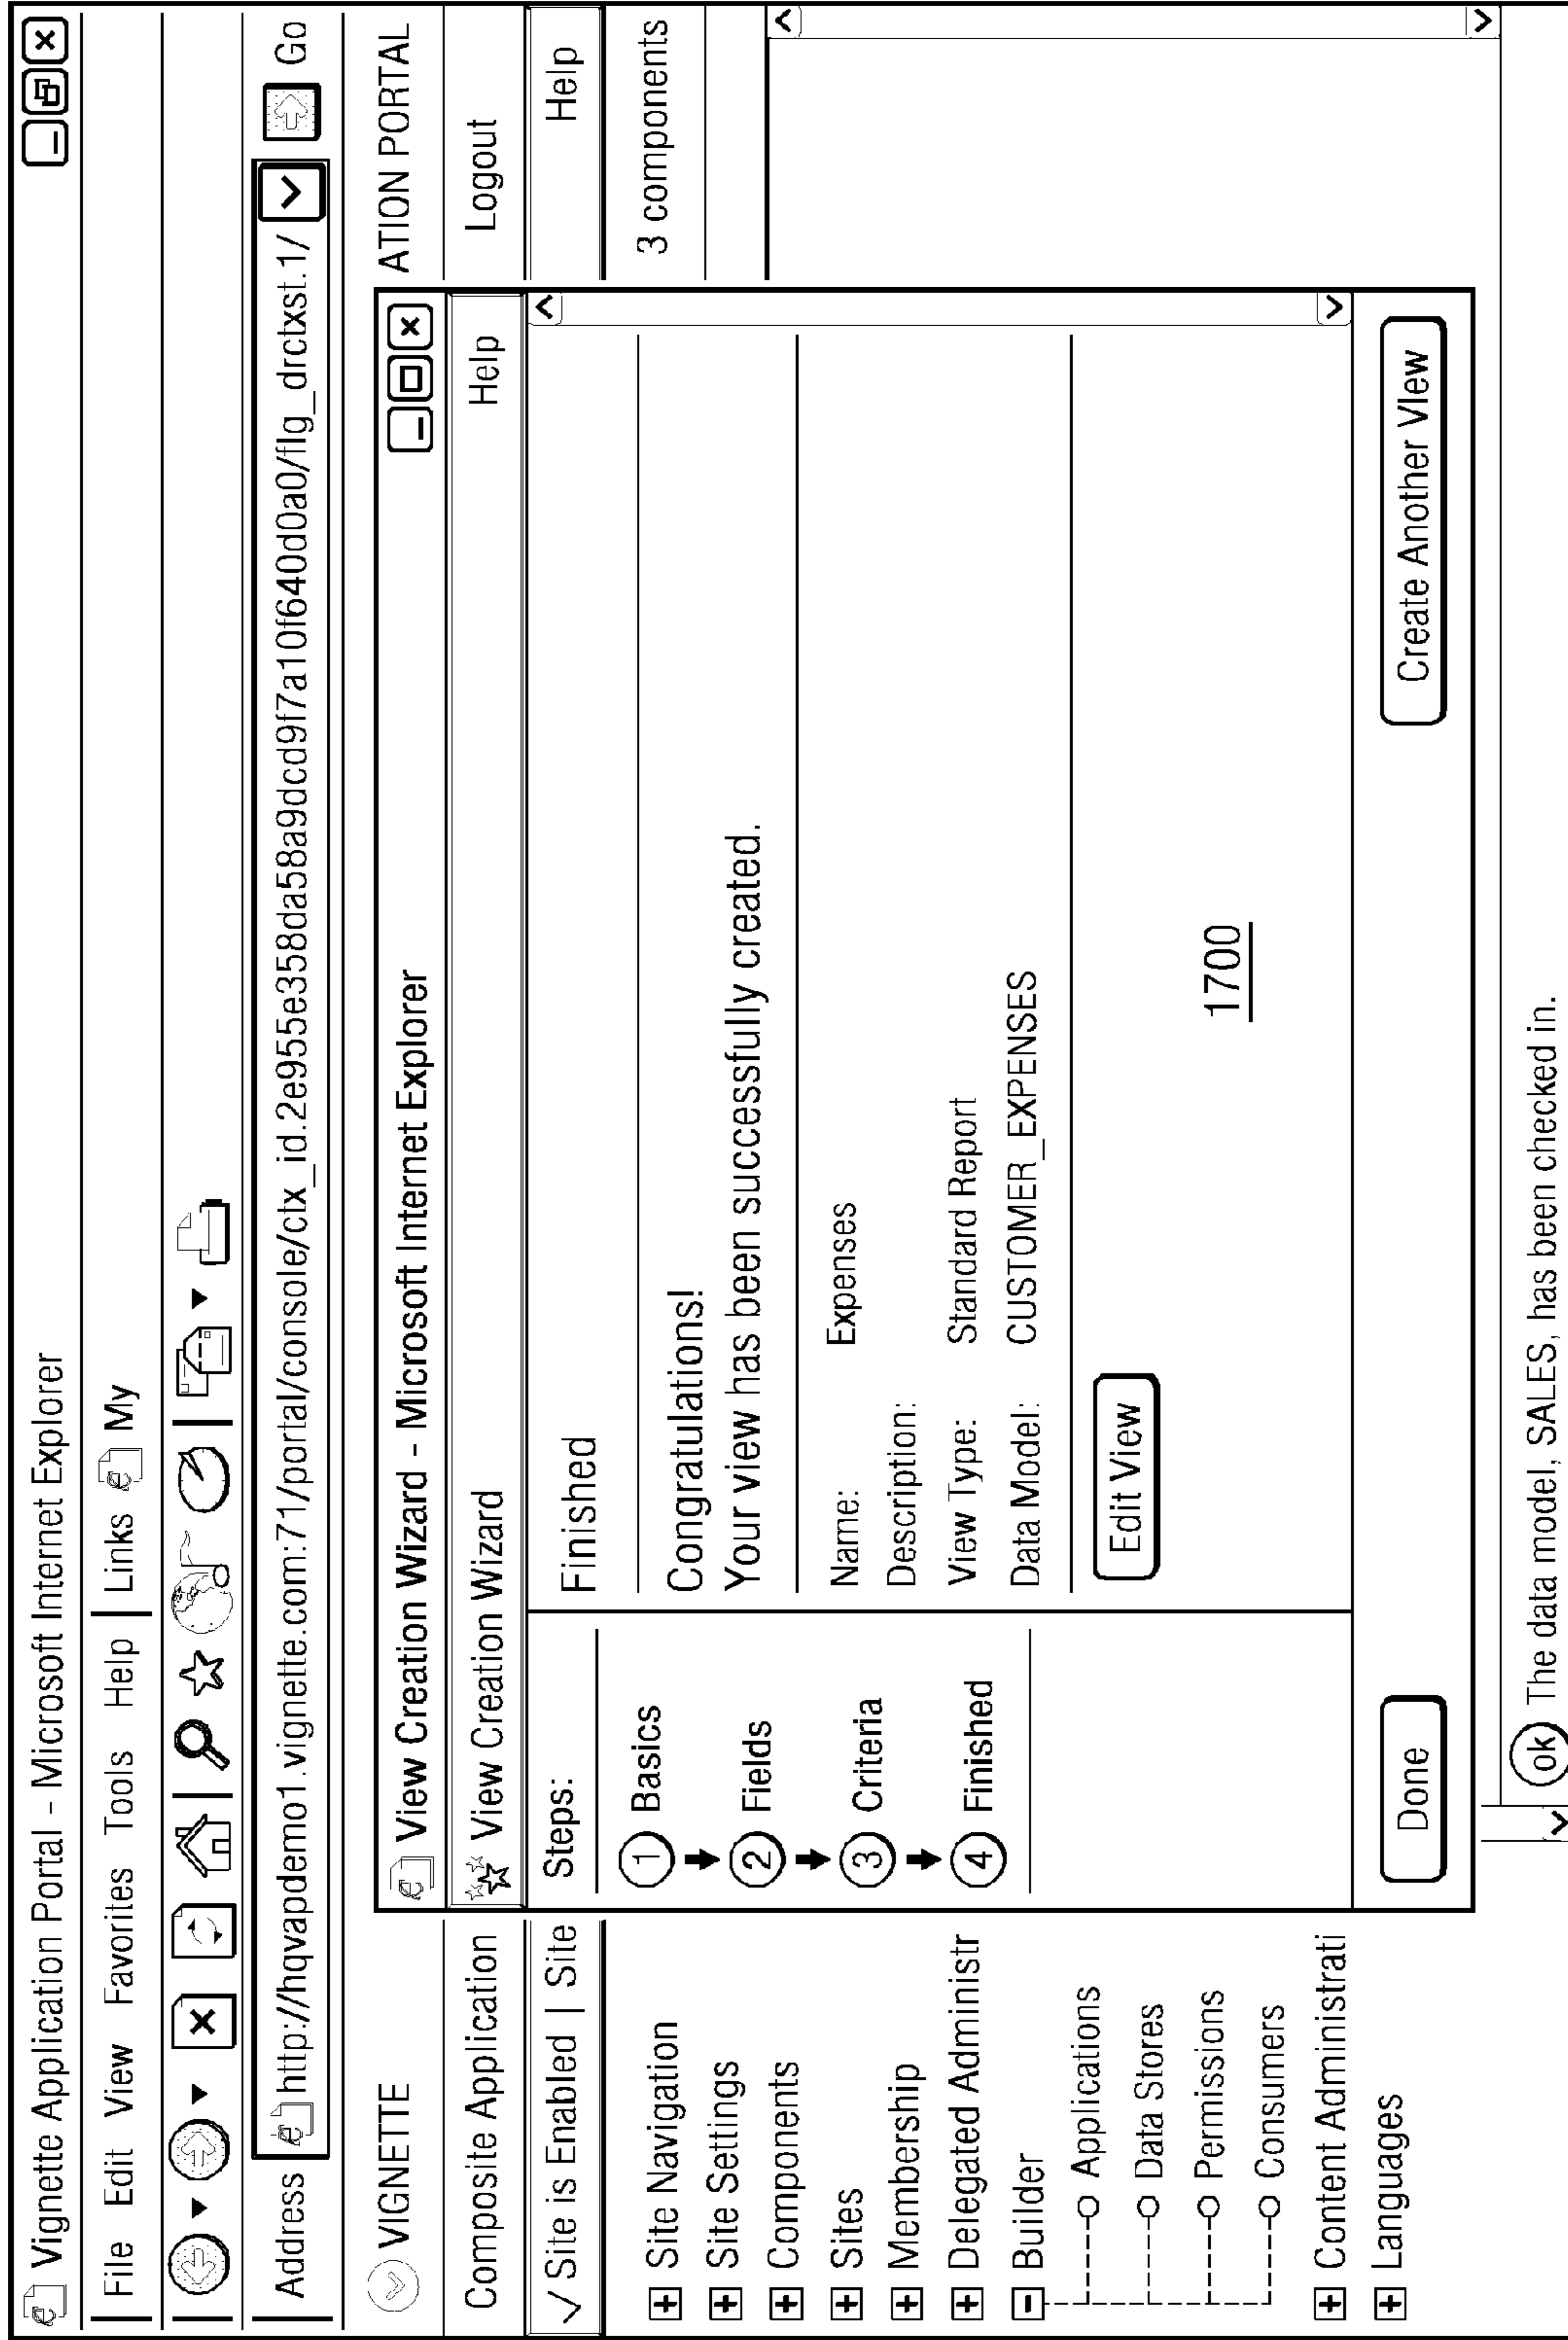 Vignette Application Portal - Microsoft Internet Explorer
File Edit View Favorites Tools Help Links My
Address http://hqvapdemo1.vignette.com:71/portal/console/ctx_id.2e955e358da58a9dcd9f7a10f640d0a0/flg_drctxst.1/ Go
VIGNETTE
ATION PORTAL
Composite Application
Logout
✓ Site is Enabled | Site
Help
3 components
Site Navigation
Site Settings
Components
Sites
Membership
Delegated Administr
Builder
Applications
Data Stores
Permissions
Consumers
Content Administrati
Languages
View Creation Wizard - Microsoft Internet Explorer
View Creation Wizard
Help
Steps:
1 Basics
2 Fields
3 Criteria
4 Finished
Finished
Congratulations!
Your view has been successfully created.
Name: Expenses
Description:
View Type: Standard Report
Data Model: CUSTOMER_EXPENSES
Edit View
1700
Done
Create Another VIew
ok The data model, SALES, has been checked in.